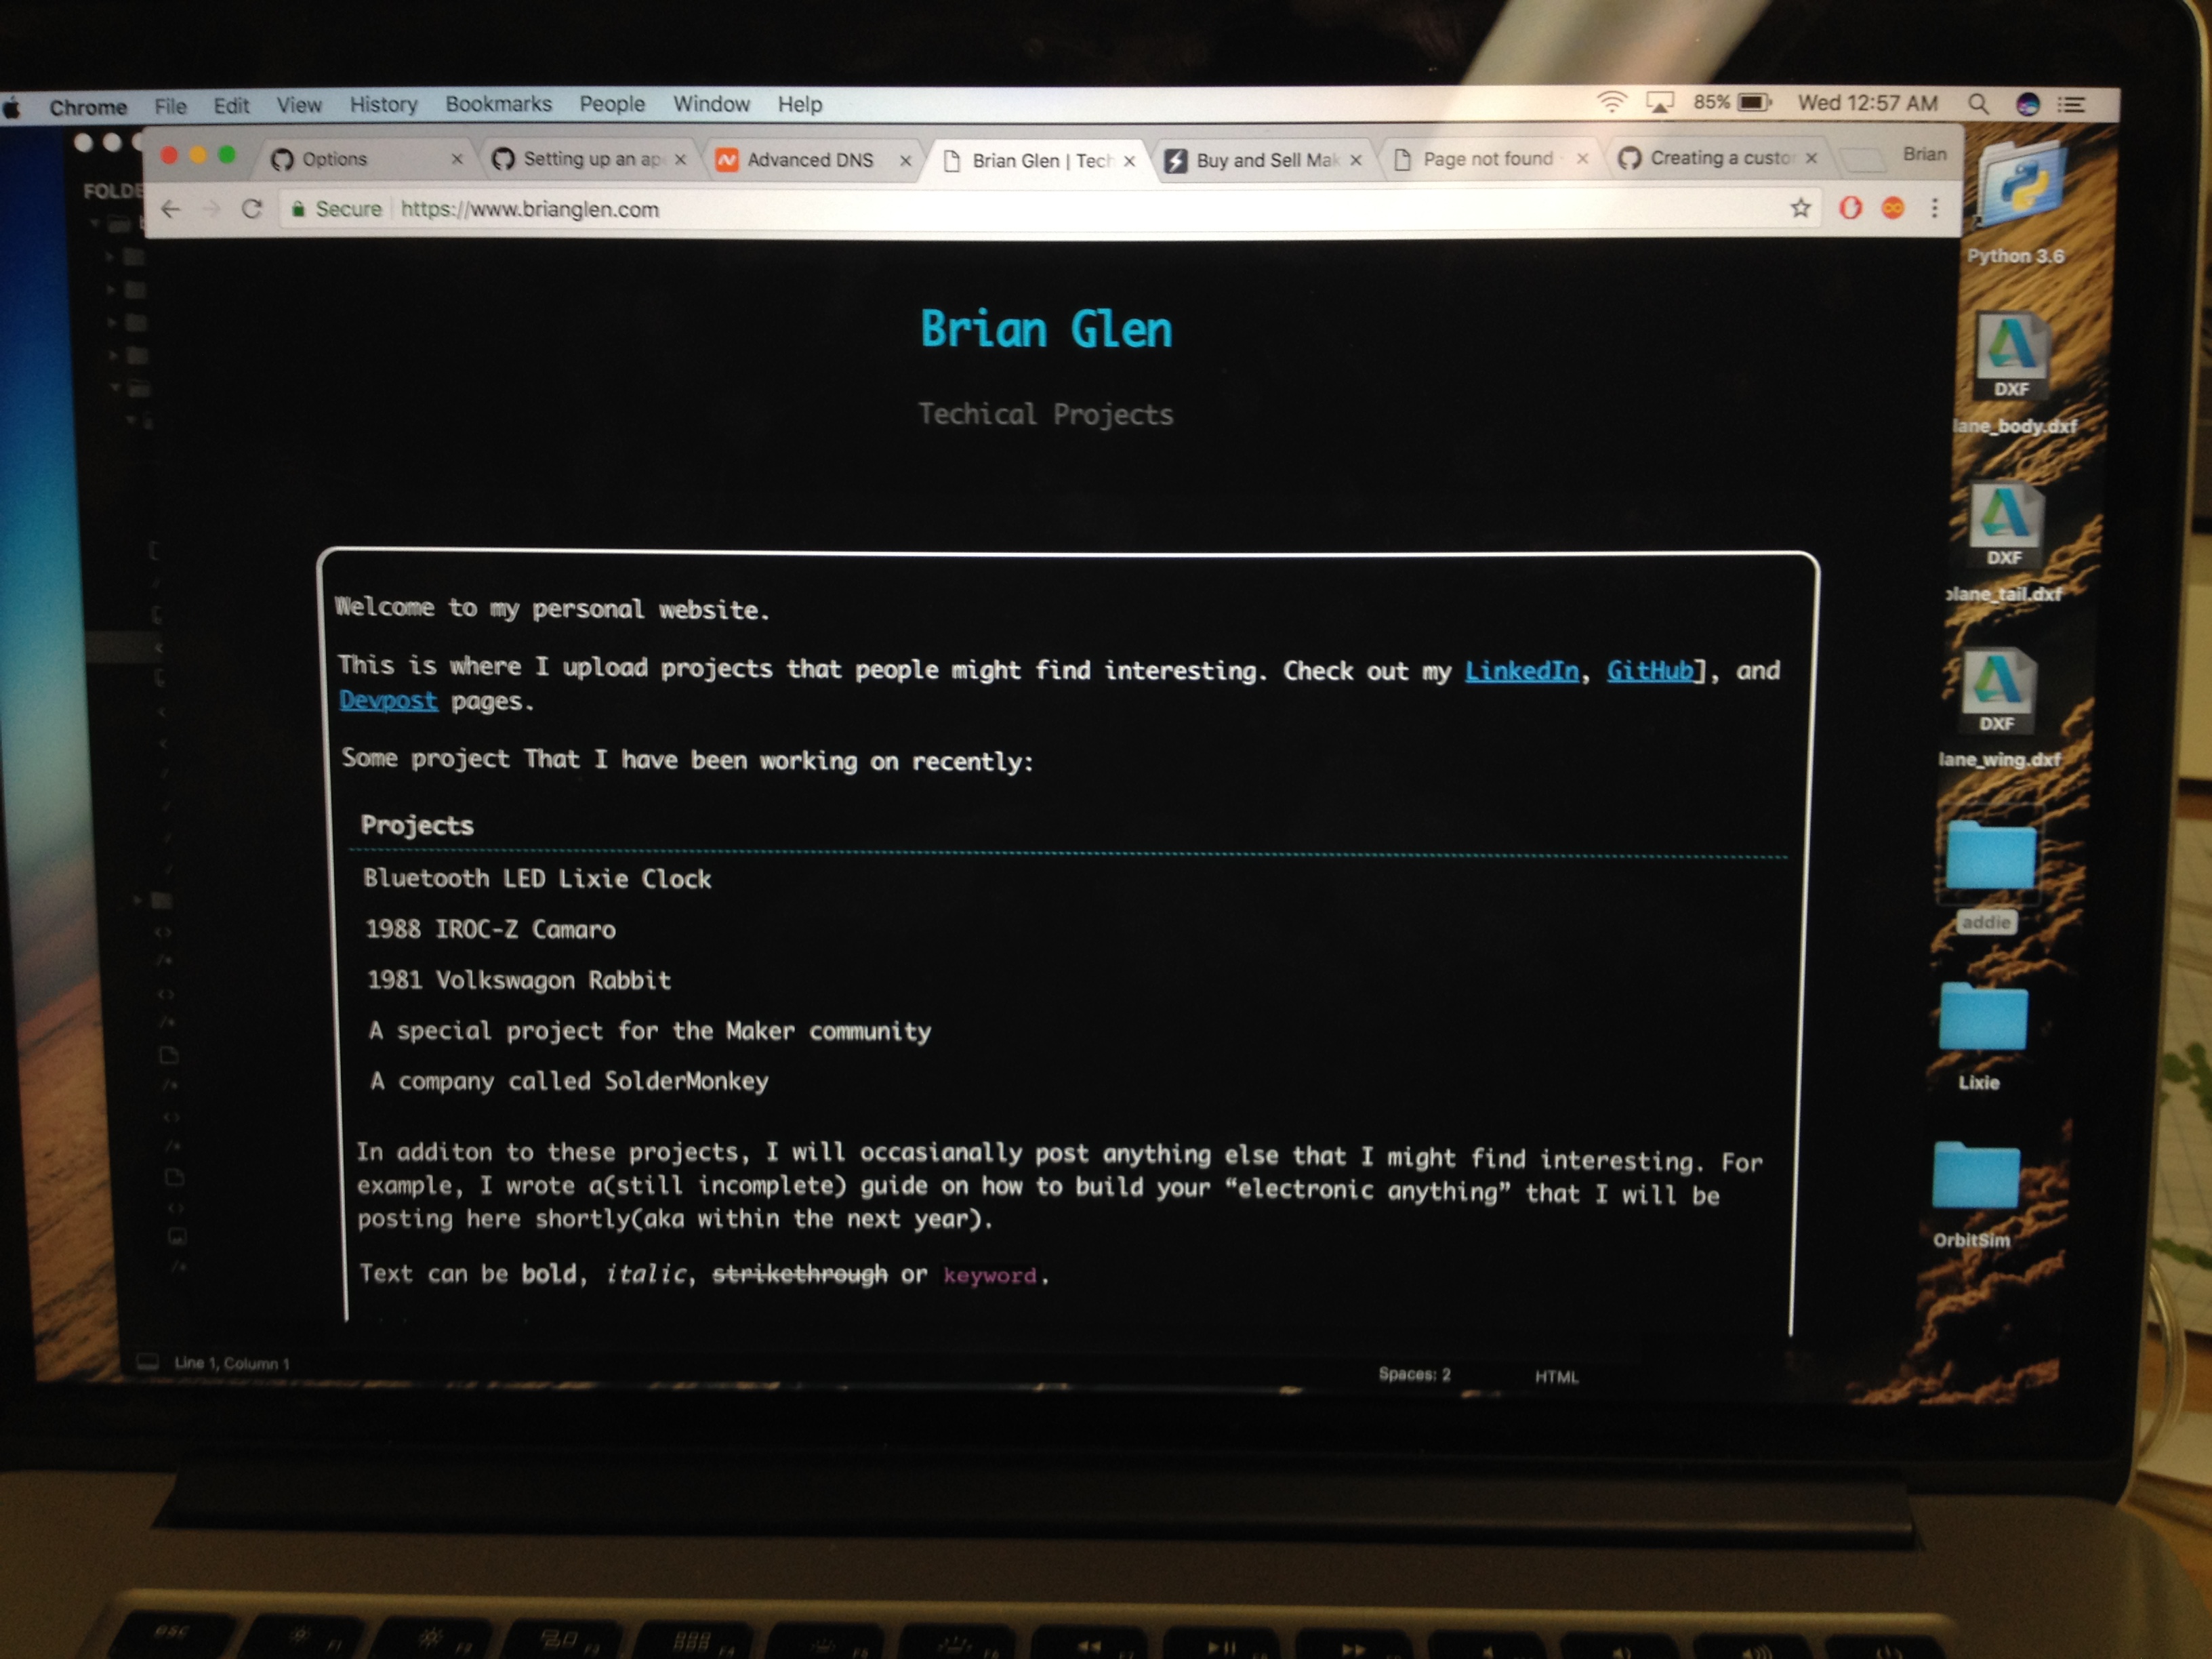 Chrome File Edit View History Bookmarks People Window Help 85% Wed 12:57 AM
FOLDE
Options Setting up an ap Advanced DNS Brian Glen | Tech Buy and Sell Mak Page not found Creating a custo Brian
Secure https://www.brianglen.com
Python 3.6
Brian Glen
Techical Projects
DXF
lane_body.dxf
DXF
plane_tail.dxf
DXF
lane_wing.dxf
addie
Lixie
OrbitSim
Welcome to my personal website.
This is where I upload projects that people might find interesting. Check out my LinkedIn, GitHub], and
Devpost pages.
Some project That I have been working on recently:
Projects
Bluetooth LED Lixie Clock
1988 IROC-Z Camaro
1981 Volkswagon Rabbit
A special project for the Maker community
A company called SolderMonkey
In additon to these projects, I will occasianally post anything else that I might find interesting. For
example, I wrote a(still incomplete) guide on how to build your “electronic anything” that I will be
posting here shortly(aka within the next year).
Text can be bold, italic, strikethrough or keyword.
Line 1, Column 1 Spaces: 2 HTML
esc F1 F2 F3 F4 F5 F6 F7